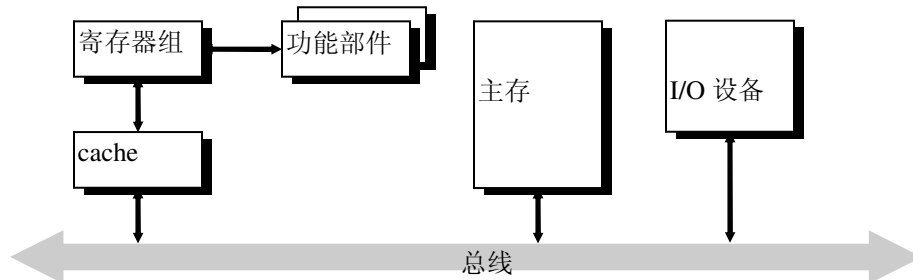 寄存器组
功能部件
主存
I/O 设备
cache
总线